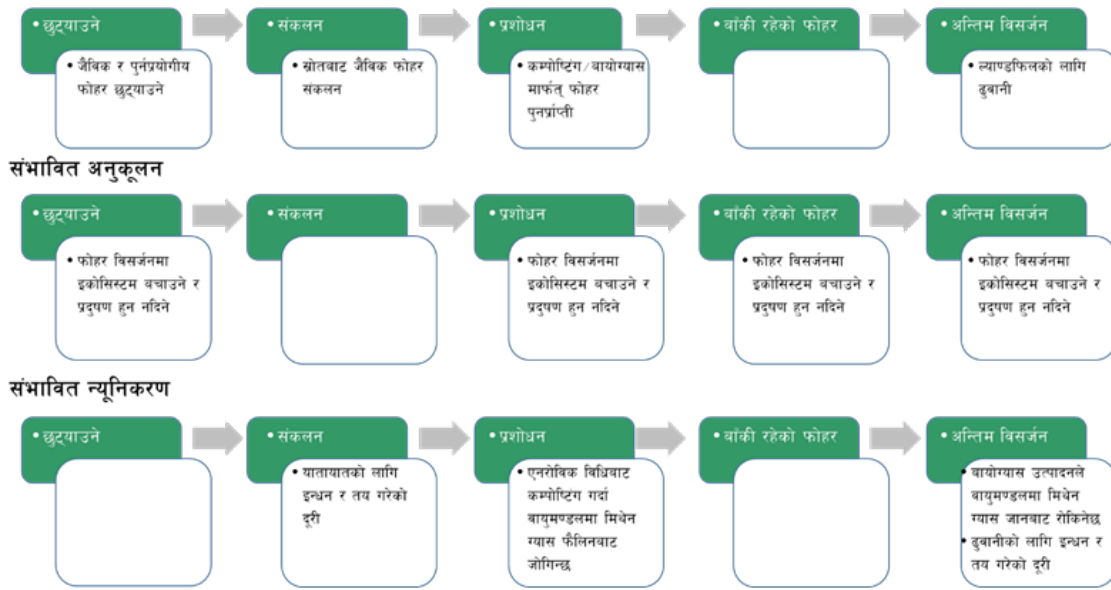 • छुट्याउने
• संकलन
• प्रशोधन
• बाँकी रहेको फोहर
• अन्तिम विसर्जन
• जैविक र पुर्नप्रयोगीय
फोहर छुट्याउने
• स्रोतबाट जैविक फोहर
संकलन
• कम्पोष्टिंग/बायोग्यास
मार्फत् फोहर
पुनर्प्राप्ती
• ल्याण्डफिलको लागि
ढुवानी
संभावित अनुकूलन
• छुट्याउने
• संकलन
• प्रशोधन
• बाँकी रहेको फोहर
• अन्तिम विसर्जन
• फोहर विसर्जनमा
इकोसिस्टम बचाउने र
प्रदुषण हुन नदिने
• फोहर विसर्जनमा
इकोसिस्टम बचाउने र
प्रदुषण हुन नदिने
• फोहर विसर्जनमा
इकोसिस्टम बचाउने र
प्रदुषण हुन नदिने
• फोहर विसर्जनमा
इकोसिस्टम बचाउने र
प्रदुषण हुन नदिने
संभावित न्यूनिकरण
• छुट्याउने
• संकलन
• प्रशोधन
• बाँकी रहेको फोहर
• अन्तिम विसर्जन
• यातायातको लागि
इन्धन र तय गरेको
दूरी
• एनरोविक विधिबाट
कम्पोष्टिंग गर्दा
वायुमण्डलमा मिथेन
ग्यास फैलिनबाट
जोगिन्छ
• बायोग्यास उत्पादनले
वायुमण्डलमा मिथेन
ग्यास जानबाट रोकिनेछ
• ढुवानीको लागि इन्धन र
तय गरेको दूरी